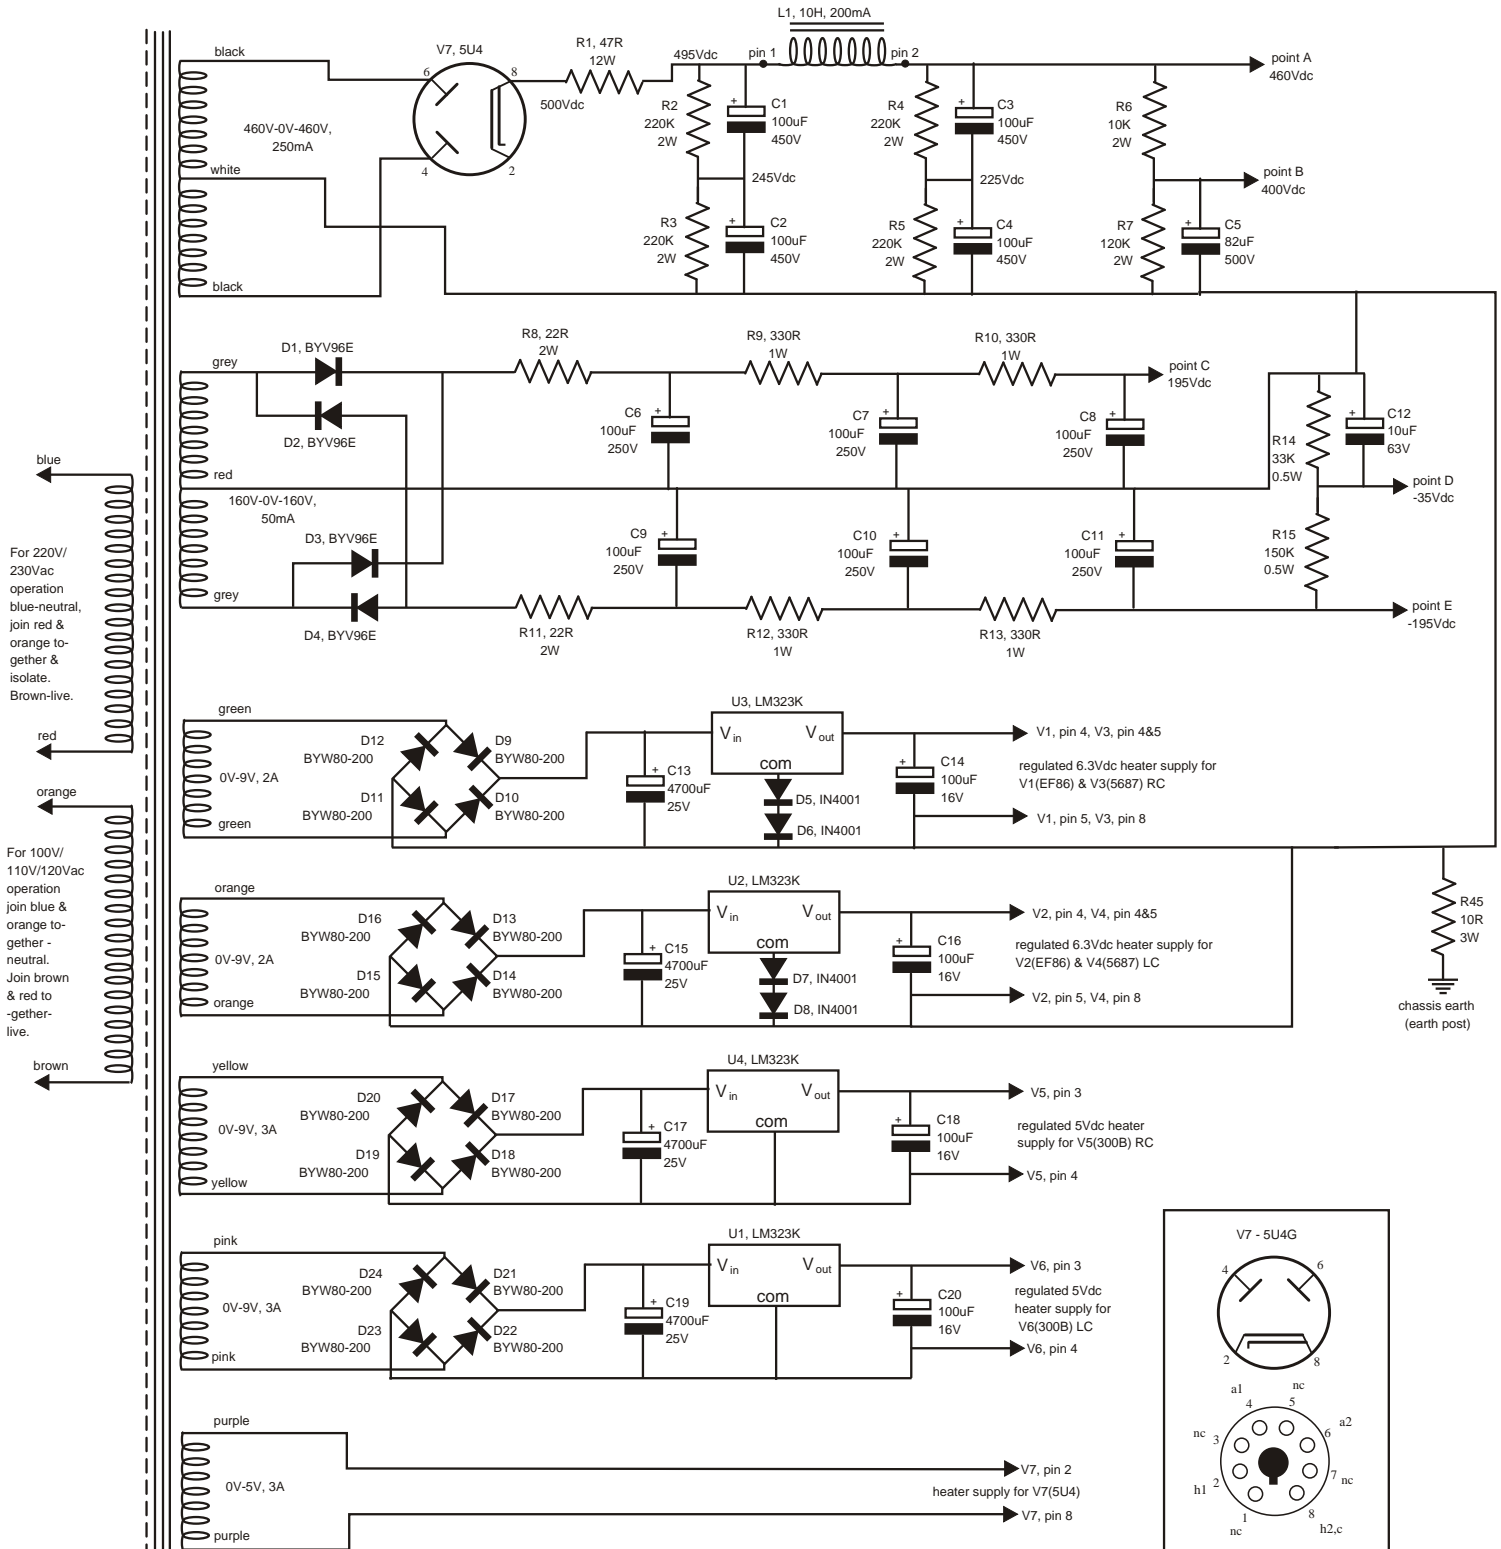 L1, 10H, 200mA
black
V7, 5U4
R1, 47R
12W
495Vdc
pin 1
pin 2
point A
460Vdc
6
8
500Vdc
R2
220K
2W
+
C1
100uF
450V
R4
220K
2W
+
C3
100uF
450V
R6
10K
2W
460V-0V-460V,
250mA
white
4
2
245Vdc
225Vdc
point B
400Vdc
R3
220K
2W
+
C2
100uF
450V
R5
220K
2W
+
C4
100uF
450V
R7
120K
2W
+
C5
82uF
500V
black
grey
D1, BYV96E
R8, 22R
2W
R9, 330R
1W
R10, 330R
1W
point C
195Vdc
D2, BYV96E
C6
100uF
250V
+
C7
100uF
250V
+
C8
100uF
250V
+
R14
33K
0.5W
+
C12
10uF
63V
red
160V-0V-160V,
50mA
point D
-35Vdc
D3, BYV96E
C9
100uF
250V
+
C10
100uF
250V
+
C11
100uF
250V
+
R15
150K
0.5W
grey
D4, BYV96E
R11, 22R
2W
R12, 330R
1W
R13, 330R
1W
point E
-195Vdc
blue
For 220V/
230Vac
operation
blue-neutral,
join red &
orange to-
gether &
isolate.
Brown-live.
red
orange
For 100V/
110V/120Vac
operation
join blue &
orange to-
gether -
neutral.
Join brown
& red to
-gether-
live.
brown
green
0V-9V, 2A
green
D12
BYW80-200
D9
BYW80-200
D11
BYW80-200
D10
BYW80-200
+
C13
4700uF
25V
U3, LM323K
Vin
Vout
com
D5, IN4001
D6, IN4001
+
C14
100uF
16V
V1, pin 4, V3, pin 4&5
regulated 6.3Vdc heater supply for
V1(EF86) & V3(5687) RC
V1, pin 5, V3, pin 8
orange
0V-9V, 2A
orange
D16
BYW80-200
D13
BYW80-200
D15
BYW80-200
D14
BYW80-200
+
C15
4700uF
25V
U2, LM323K
Vin
Vout
com
D7, IN4001
D8, IN4001
+
C16
100uF
16V
V2, pin 4, V4, pin 4&5
regulated 6.3Vdc heater supply for
V2(EF86) & V4(5687) LC
V2, pin 5, V4, pin 8
R45
10R
3W
chassis earth
(earth post)
yellow
0V-9V, 3A
yellow
D20
BYW80-200
D17
BYW80-200
D19
BYW80-200
D18
BYW80-200
+
C17
4700uF
25V
U4, LM323K
Vin
Vout
com
+
C18
100uF
16V
V5, pin 3
regulated 5Vdc heater
supply for V5(300B) RC
V5, pin 4
pink
0V-9V, 3A
pink
D24
BYW80-200
D21
BYW80-200
D23
BYW80-200
D22
BYW80-200
+
C19
4700uF
25V
U1, LM323K
Vin
Vout
com
+
C20
100uF
16V
V6, pin 3
regulated 5Vdc
heater supply for
V6(300B) LC
V6, pin 4
purple
0V-5V, 3A
purple
V7, pin 2
heater supply for V7(5U4)
V7, pin 8
V7 - 5U4G
4
6
2
8
a1
nc
4
5
nc
3
6
a2
h1
2
7
nc
1
8
nc
h2,c